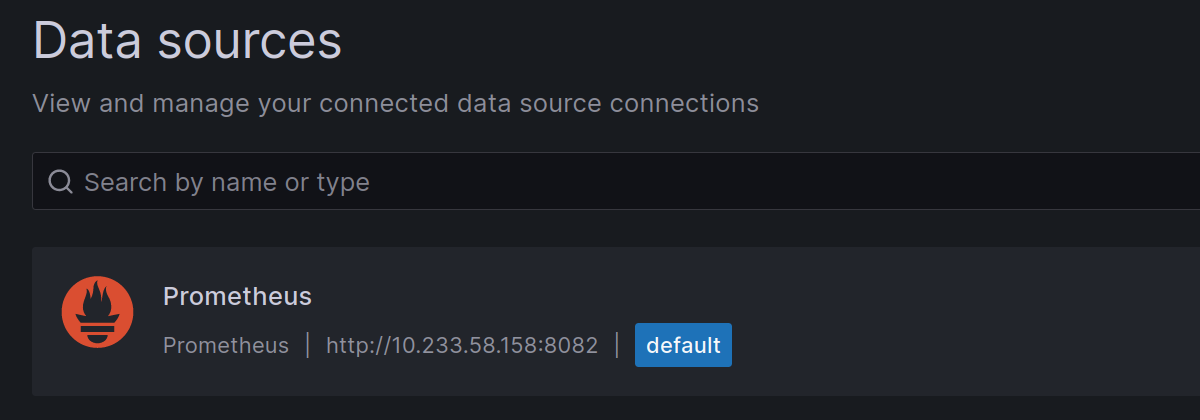 Data sources
View and manage your connected data source connections
Search by name or type
Prometheus
Prometheus | http://10.233.58.158:8082 | default